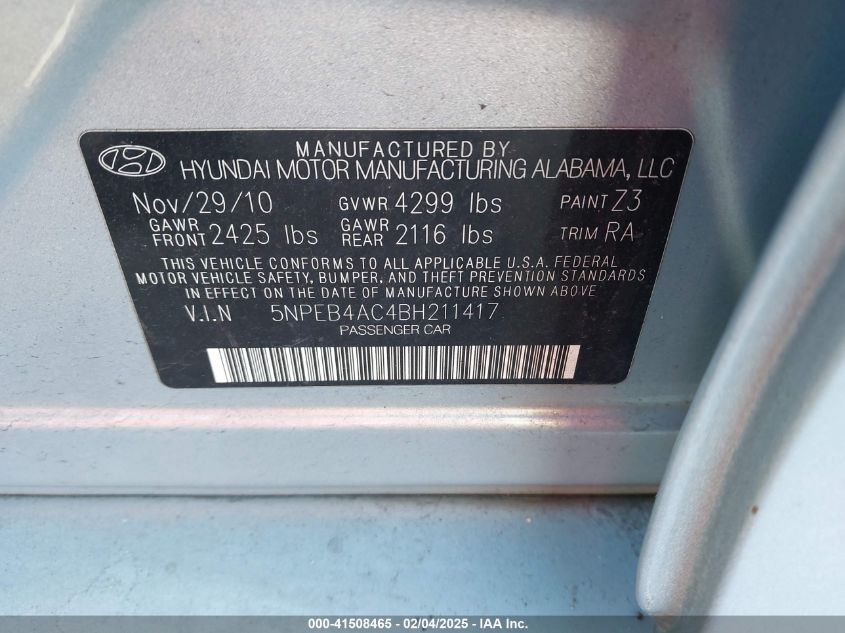 MANUFACTURED BY
HYUNDAI MOTOR MANUFACTURING ALABAMA, LLC
Nov/29/10 GVWR 4299 lbs PAINT Z3
GAWR FRONT 2425 lbs GAWR REAR 2116 lbs TRIM RA
THIS VEHICLE CONFORMS TO ALL APPLICABLE U.S.A. FEDERAL
MOTOR VEHICLE SAFETY, BUMPER, AND THEFT PREVENTION STANDARDS
IN EFFECT ON THE DATE OF MANUFACTURE SHOWN ABOVE
V.I.N 5NPEB4AC4BH211417
PASSENGER CAR
000-41508465 - 02/04/2025 - IAA Inc.